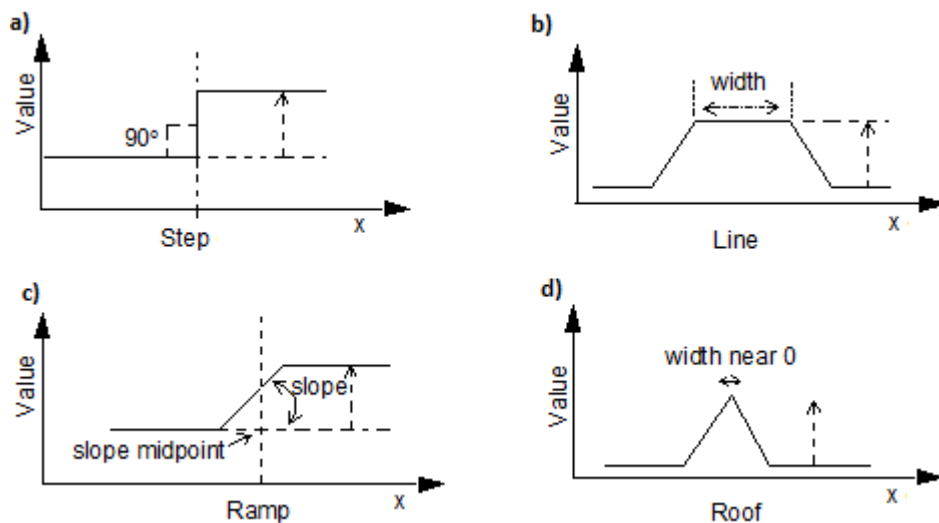 a)
Value
90°
X
Step
b)
Value
width
X
Line
c)
Value
slope
slope midpoint
X
Ramp
d)
Value
width near 0
X
Roof